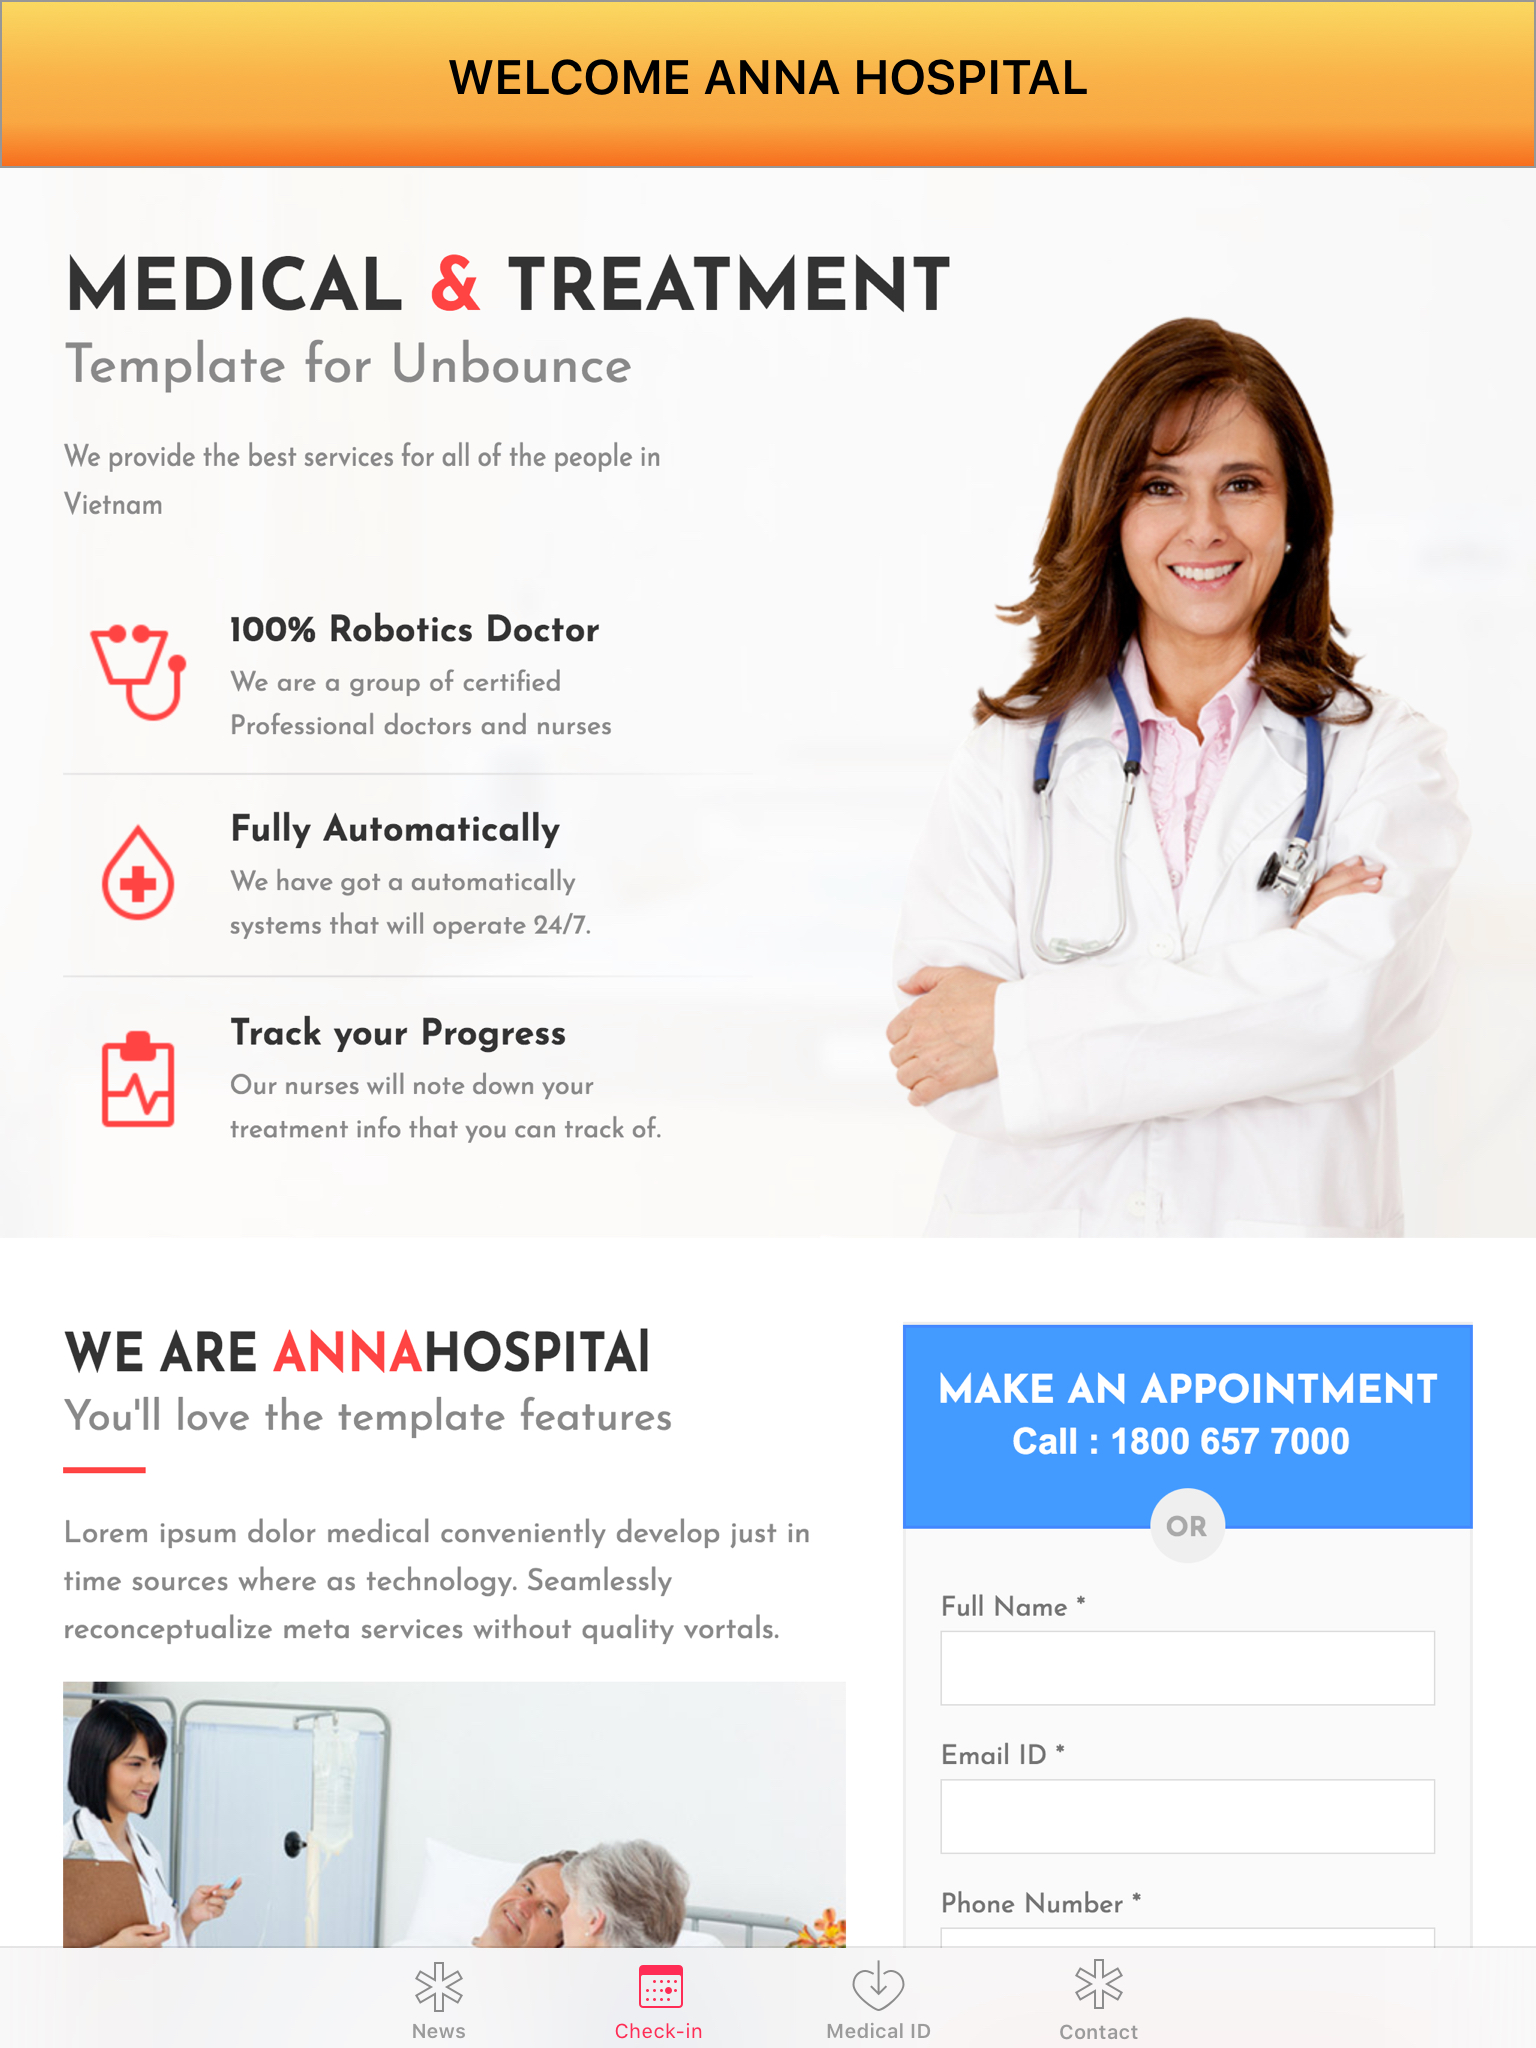 WELCOME ANNA HOSPITAL
MEDICAL & TREATMENT
Template for Unbounce
We provide the best services for all of the people in
Vietnam
100% Robotics Doctor
We are a group of certified
Professional doctors and nurses
Fully Automatically
We have got a automatically
systems that will operate 24/7.
Track your Progress
Our nurses will note down your
treatment info that you can track of.
WE ARE ANNAHOSPITAl
You'll love the template features
Lorem ipsum dolor medical conveniently develop just in
time sources where as technology. Seamlessly
reconceptualize meta services without quality vortals.
MAKE AN APPOINTMENT
Call : 1800 657 7000
OR
Full Name *
Email ID *
Phone Number *
News
Check-in
Medical ID
Contact